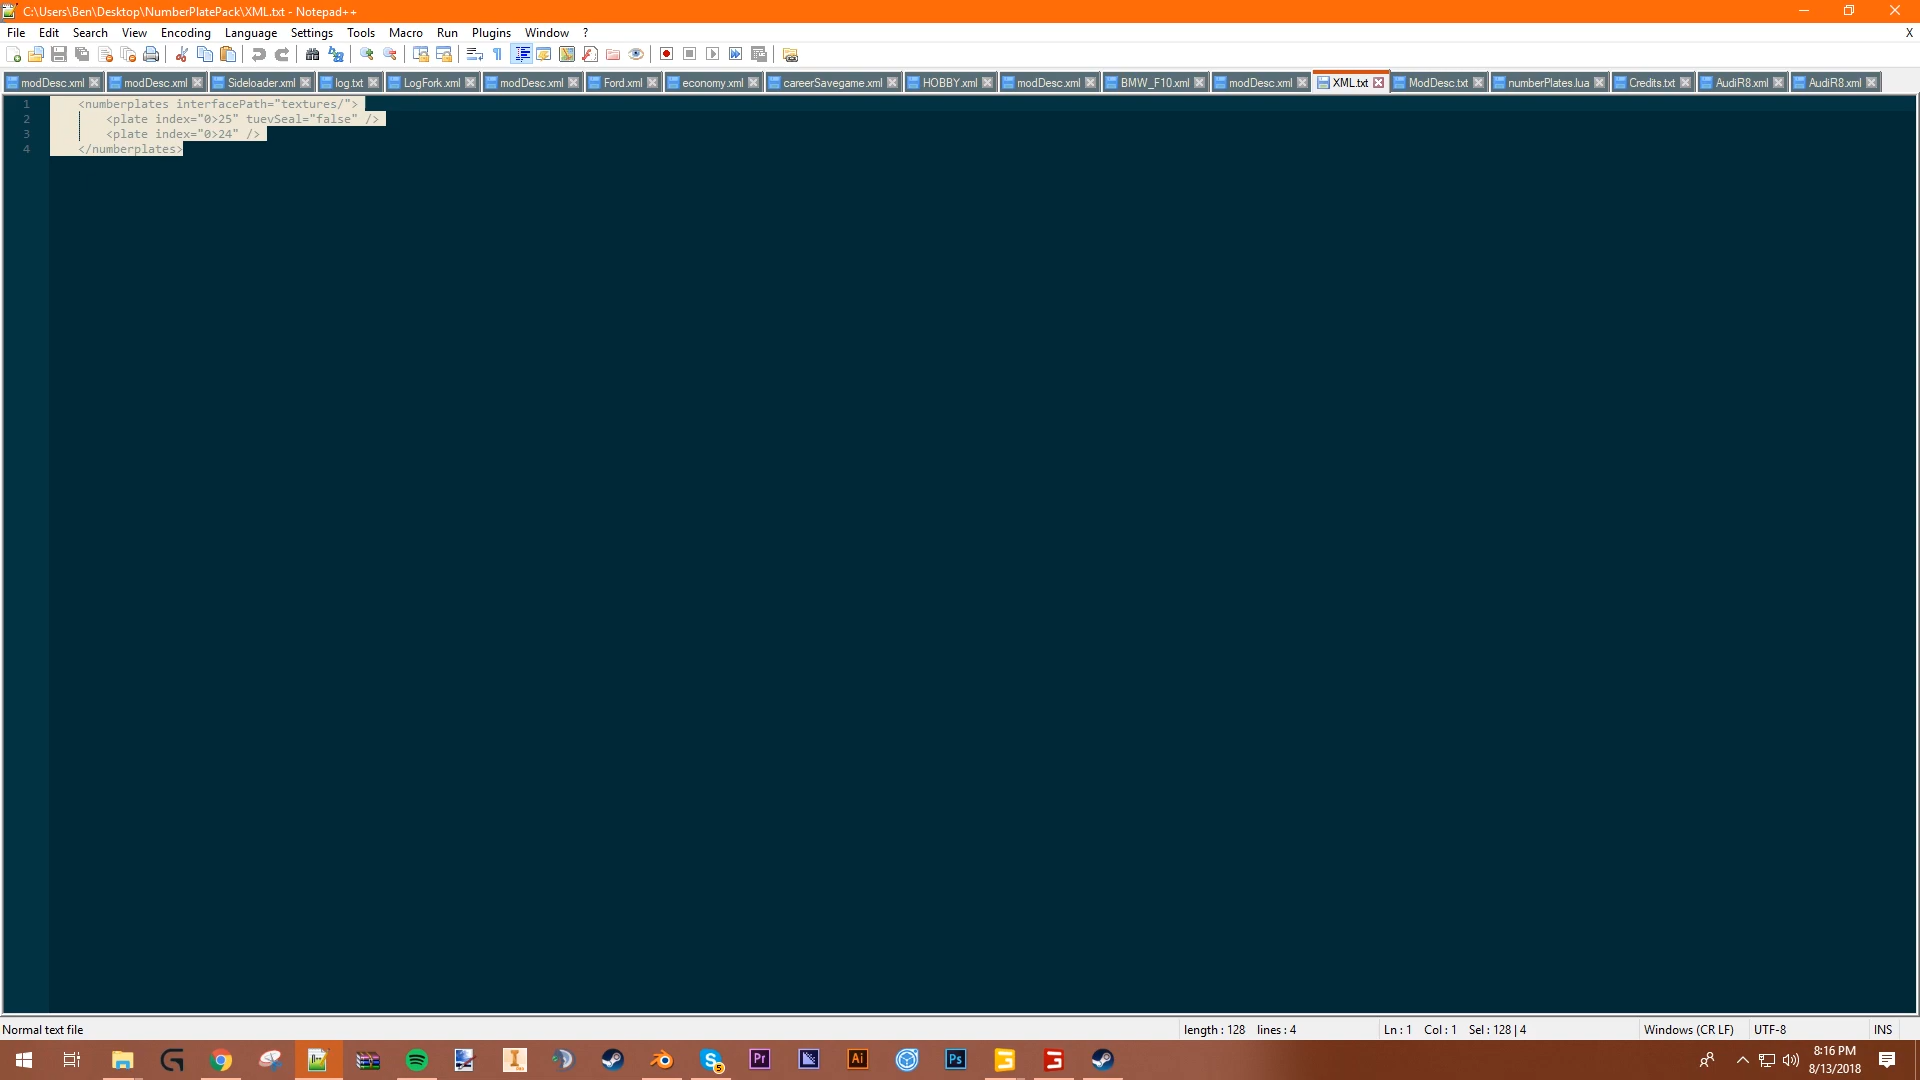 C:\Users\Ben\Desktop\NumberPlatePack\XML.txt - Notepad++
File Edit Search View Encoding Language Settings Tools Macro Run Plugins Window ? X
modDesc.xml modDesc.xml Sideloader.xml log.txt LogFork.xml modDesc.xml Ford.xml economy.xml careerSavegame.xml HOBBY.xml modDesc.xml BMW_F10.xml modDesc.xml XML.txt ModDesc.txt numberPlates.lua Credits.txt AudiR8.xml AudiR8.xml
1 <numberplates interfacePath="textures/">
2 <plate index="0>25" tuevSeal="false" />
3 <plate index="0>24" />
4 </numberplates>
Normal text file length : 128 lines : 4 Ln : 1 Col : 1 Sel : 128 | 4 Windows (CR LF) UTF-8 INS
5 Pr Ai Ps
8:16 PM
8/13/2018